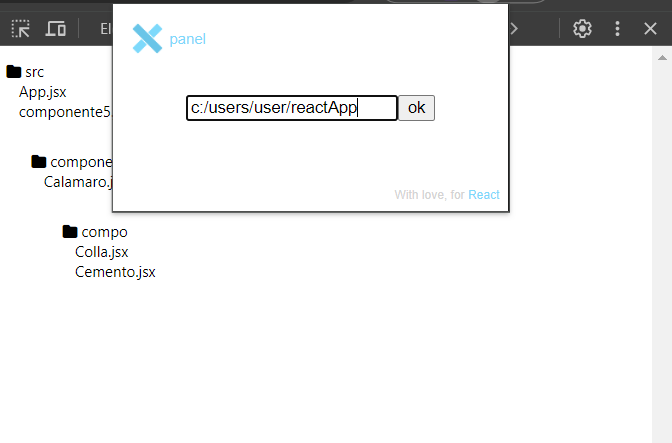 El
panel
src
App.jsx
componente5.
c:/users/user/reactApp
ok
compone
Calamaro.j
With love, for React
compo
Colla.jsx
Cemento.jsx